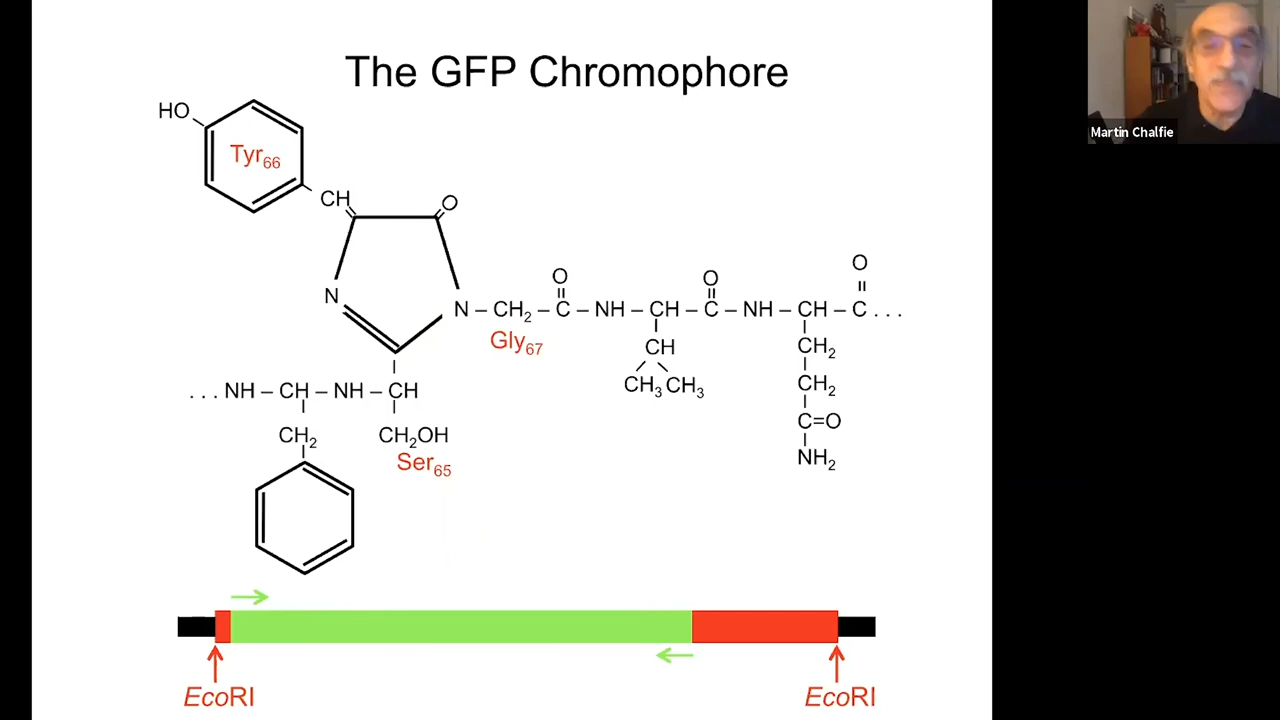 The GFP Chromophore
Martin Chalfie
HO
Tyr66
CH
O
N
N – CH2 – C – NH – CH – C – NH – CH – C...
O
O
O
Gly67
CH
CH3 CH3
CH2
CH2
C=O
NH2
...NH – CH – NH – CH
CH2
CH2OH
Ser65
EcoRI
EcoRI